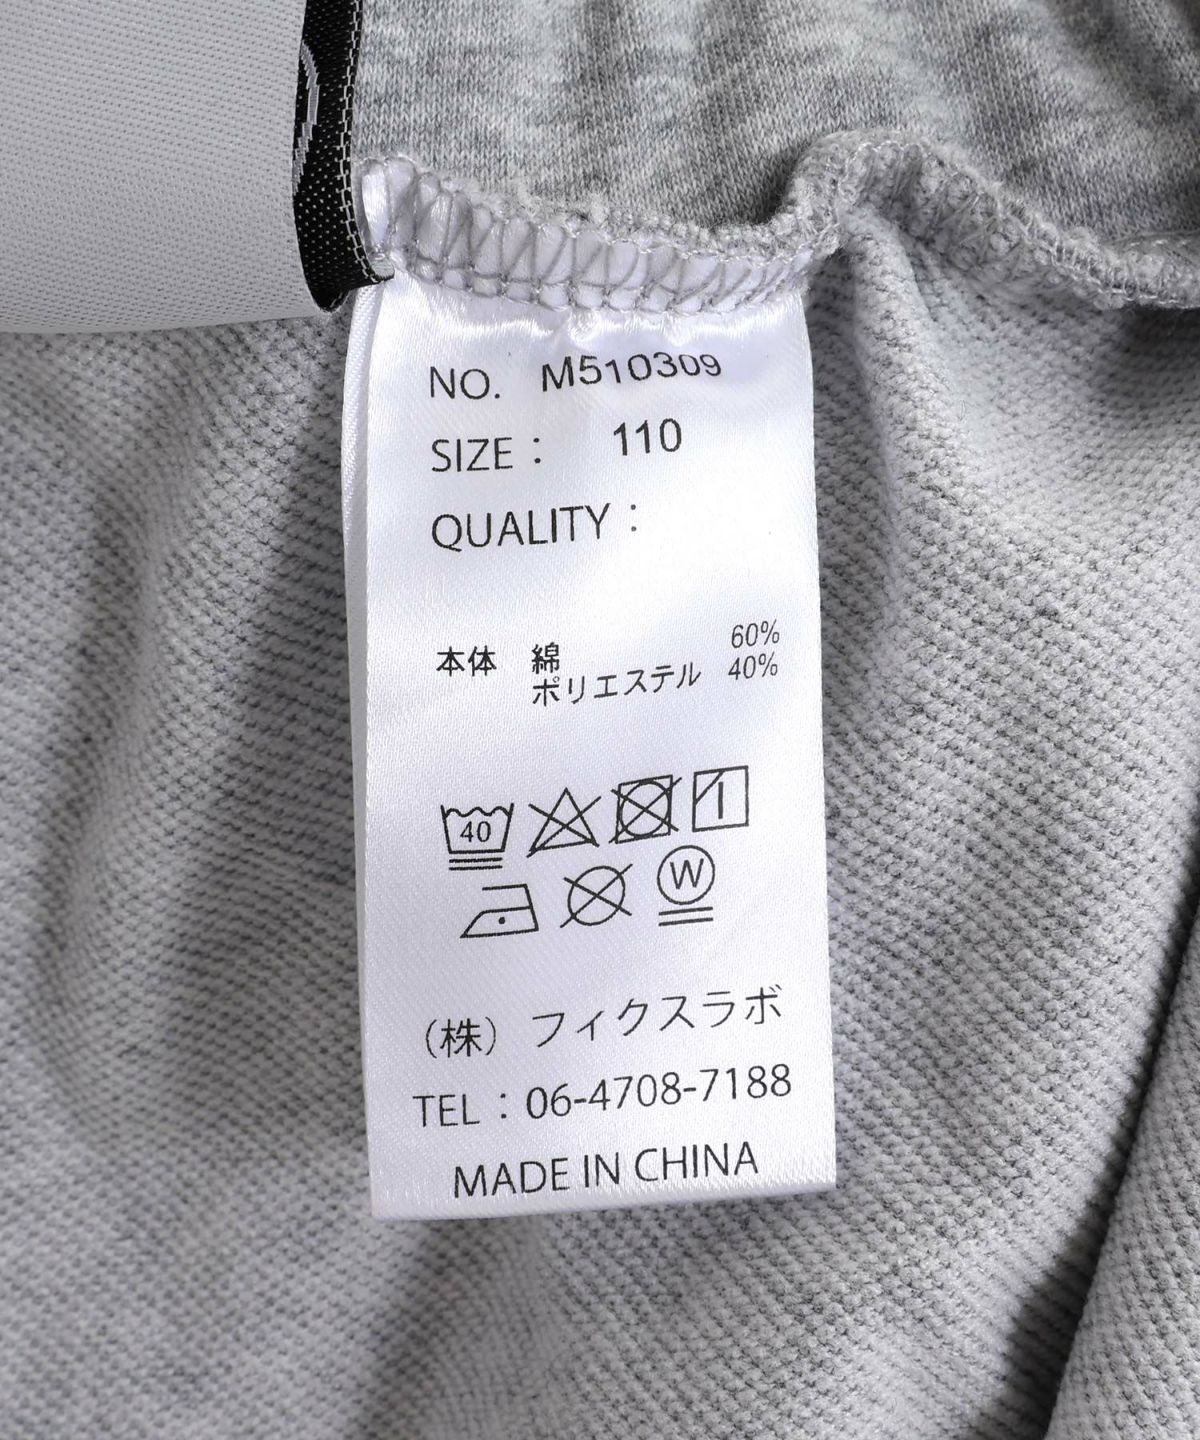 NO. M510309
SIZE : 110
QUALITY :
本体 綿 60%
ポリエステル 40%
40
W
(株) フィクスラボ
TEL : 06-4708-7188
MADE IN CHINA